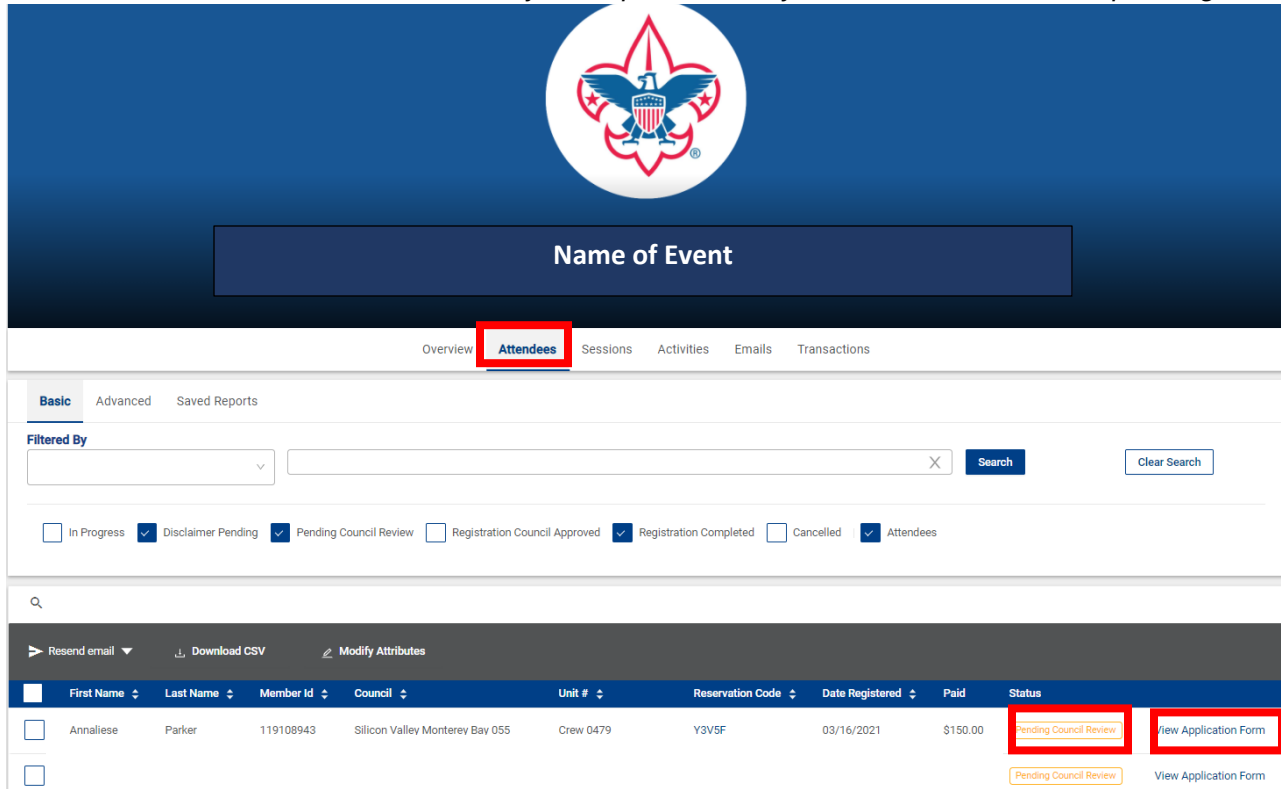 Name of Event
Overview Attendees Sessions Activities Emails Transactions
Basic Advanced Saved Reports
Filtered By
X Search Clear Search
In Progress Disclaimer Pending Pending Council Review Registration Council Approved Registration Completed Cancelled Attendees
Resend email Download CSV Modify Attributes
First Name Last Name Member Id Council Unit # Reservation Code Date Registered Paid Status
Annaliese Parker 119108943 Silicon Valley Monterey Bay 055 Crew 0479 Y3V5F 03/16/2021 $150.00 Pending Council Review View Application Form
Pending Council Review View Application Form